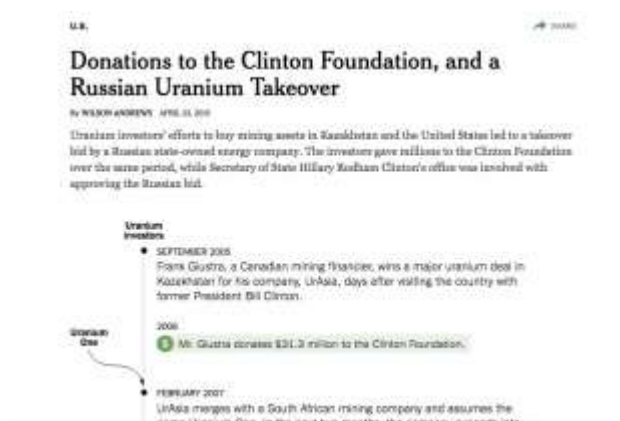 U.S.
SHARE
Donations to the Clinton Foundation, and a
Russian Uranium Takeover
By WILSON ANDREWS APRIL 23, 2015
Uranium investors' efforts to buy mining assets in Kazakhstan and the United States led to a takeover
bid by a Russian state-owned energy company. The investors gave millions to the Clinton Foundation
over the same period, while Secretary of State Hillary Rodham Clinton's office was involved with
approving the Russian bid.
Uranium
investors
SEPTEMBER 2005
Frank Giustra, a Canadian mining financier, wins a major uranium deal in
Kazakhstan for his company, UrAsia, days after visiting the country with
former President Bill Clinton.
2006
$ Mr. Giustra donates $31.3 million to the Clinton Foundation.
Uranium
One
FEBRUARY 2007
UrAsia merges with a South African mining company and assumes the